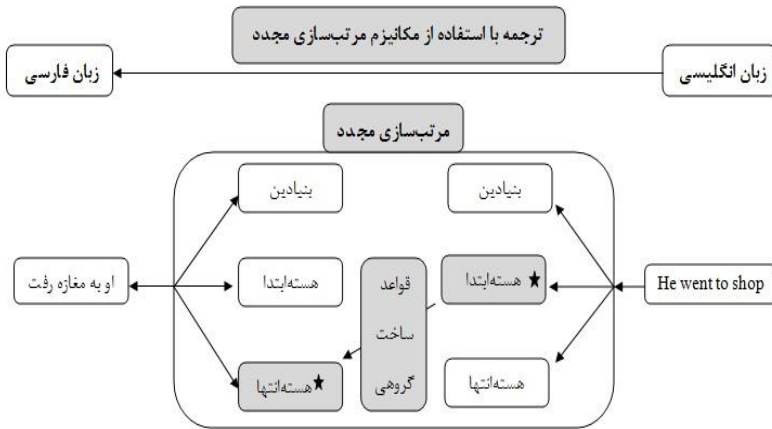 ترجمه با استفاده از مکانیزم مرتب‌سازی مجدد
زبان انگلیسی
زبان فارسی
مرتب‌سازی مجدد
بنیادین
بنیادین
He went to shop
هسته‌ابتدا ★
قواعد
ساخت
گروهی
هسته‌ابتدا
او به مغازه رفت
هسته‌انتها
★هسته‌انتها